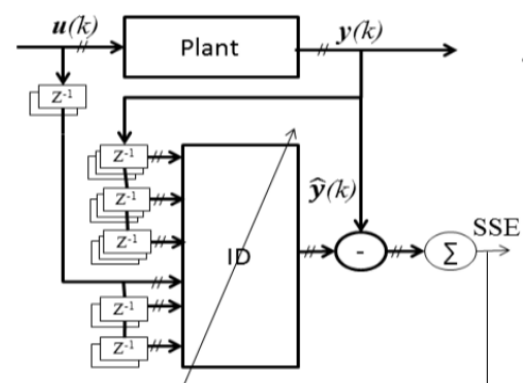 u(k)
Plant
y(k)
Z-1
Z-1
Z-1
Z-1
ŷ(k)
ID
-
Σ
SSE
Z-1
Z-1